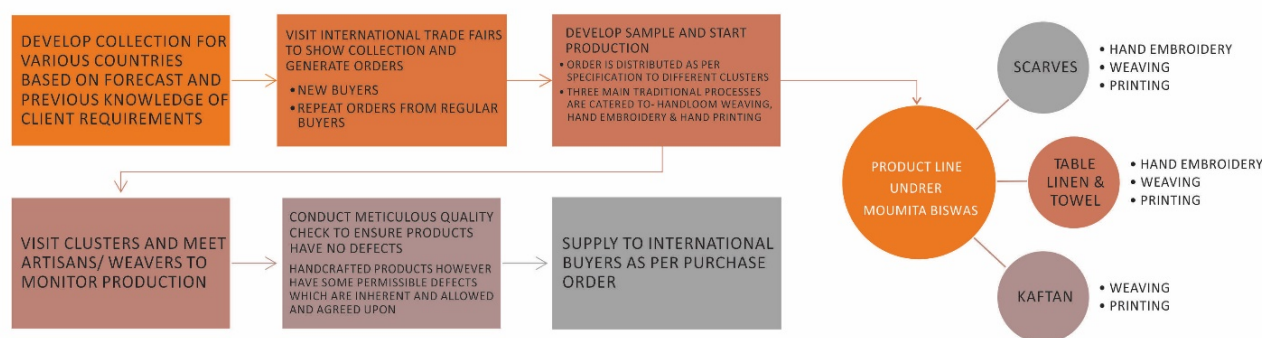 DEVELOP COLLECTION FOR
VARIOUS COUNTRIES
BASED ON FORECAST AND
PREVIOUS KNOWLEDGE OF
CLIENT REQUIREMENTS
VISIT INTERNATIONAL TRADE FAIRS
TO SHOW COLLECTION AND
GENERATE ORDERS
• NEW BUYERS
• REPEAT ORDERS FROM REGULAR
BUYERS
DEVELOP SAMPLE AND START
PRODUCTION
• ORDER IS DISTRIBUTED AS PER
SPECIFICATION TO DIFFERENT CLUSTERS
• THREE MAIN TRADITIONAL PROCESSES
ARE CATERED TO- HANDLOOM WEAVING,
HAND EMBROIDERY & HAND PRINTING
VISIT CLUSTERS AND MEET
ARTISANS/ WEAVERS TO
MONITOR PRODUCTION
CONDUCT METICULOUS QUALITY
CHECK TO ENSURE PRODUCTS
HAVE NO DEFECTS
HANDCRAFTED PRODUCTS HOWEVER
HAVE SOME PERMISSIBLE DEFECTS
WHICH ARE INHERENT AND ALLOWED
AND AGREED UPON
SUPPLY TO INTERNATIONAL
BUYERS AS PER PURCHASE
ORDER
PRODUCT LINE
UNDRER
MOUMITA BISWAS
SCARVES
• HAND EMBROIDERY
• WEAVING
• PRINTING
TABLE
LINEN &
TOWEL
• HAND EMBROIDERY
• WEAVING
• PRINTING
KAFTAN
• WEAVING
• PRINTING